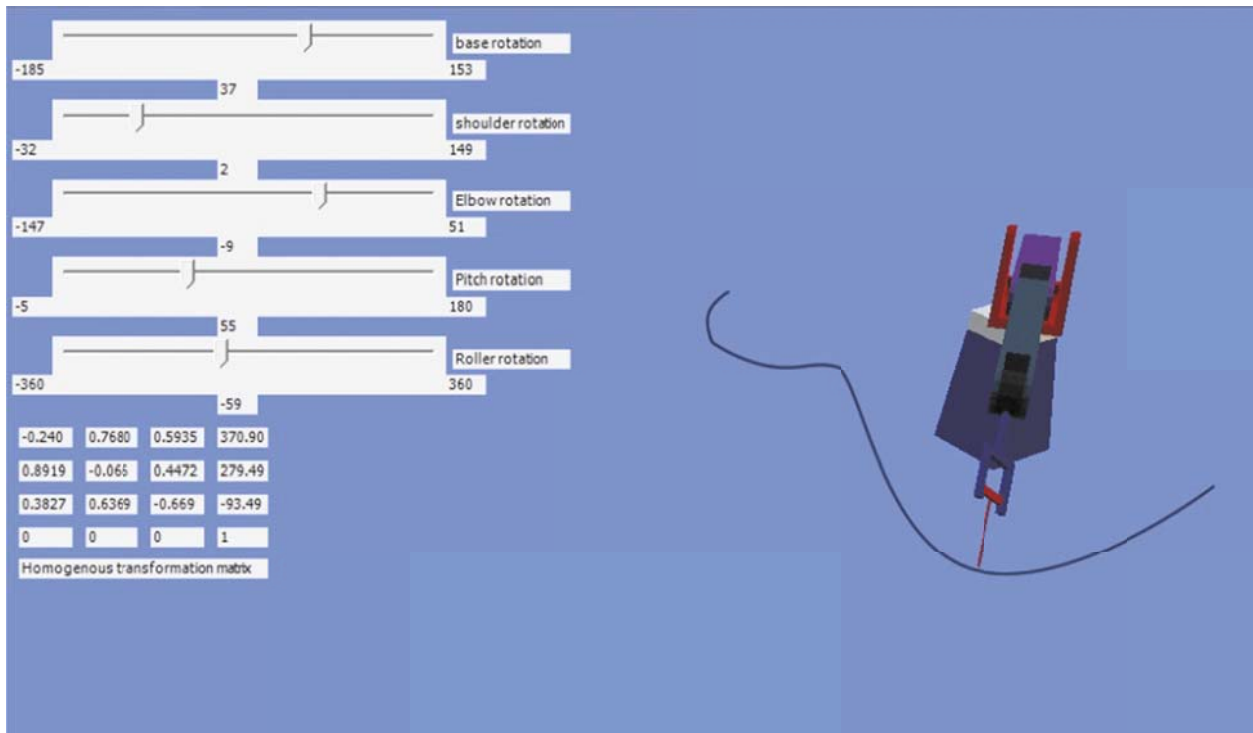 base rotation
-185 153
37
shoulder rotation
-32 149
2
Elbow rotation
-147 51
-9
Pitch rotation
-5 180
55
Roller rotation
-360 360
-59
-0.240 0.7680 0.5935 370.90
0.8919 -0.065 0.4472 279.49
0.3827 0.6369 -0.669 -93.49
0 0 0 1
Homogenous transformation matrix